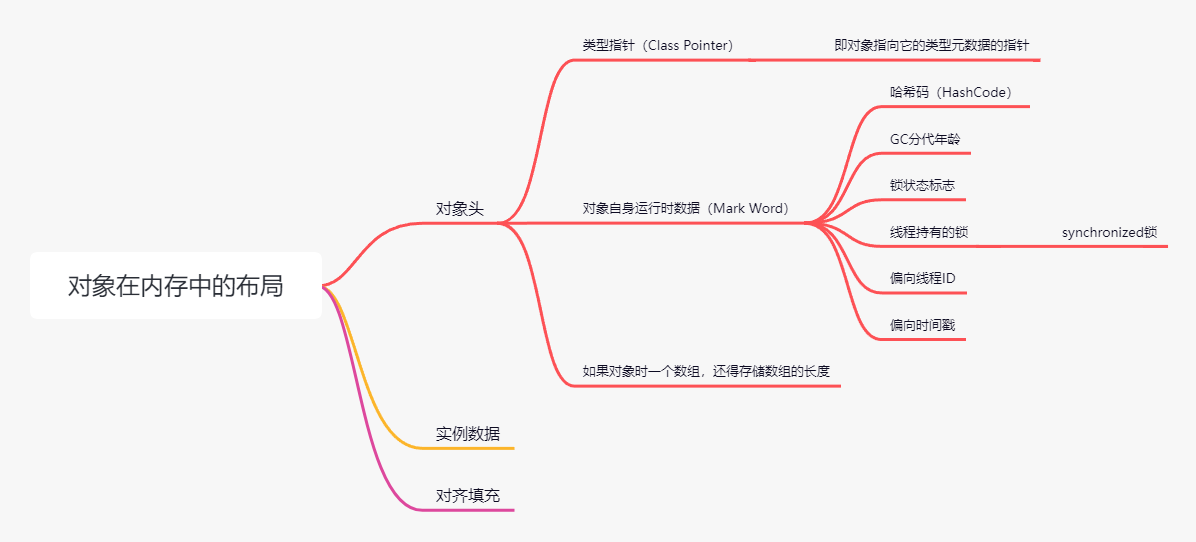 对象在内存中的布局
对象头
类型指针（Class Pointer）
即对象指向它的类型元数据的指针
对象自身运行时数据（Mark Word）
哈希码（HashCode）
GC分代年龄
锁状态标志
线程持有的锁
synchronized锁
偏向线程ID
偏向时间戳
如果对象时一个数组，还得存储数组的长度
实例数据
对齐填充